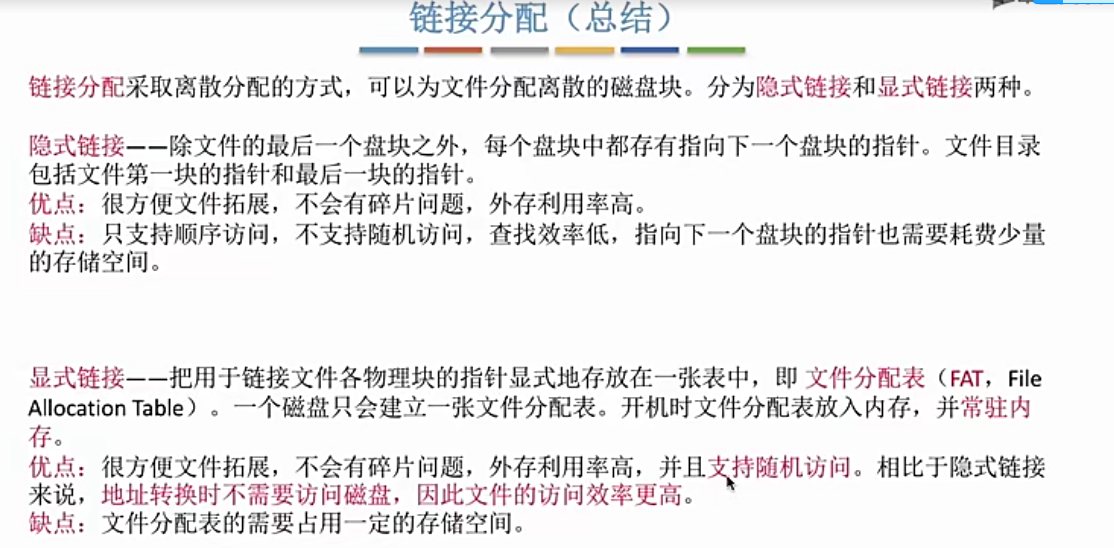 链接分配（总结）
链接分配采取离散分配的方式，可以为文件分配离散的磁盘块。分为隐式链接和显式链接两种。
隐式链接——除文件的最后一个盘块之外，每个盘块中都存有指向下一个盘块的指针。文件目录
包括文件第一块的指针和最后一块的指针。
优点：很方便文件拓展，不会有碎片问题，外存利用率高。
缺点：只支持顺序访问，不支持随机访问，查找效率低，指向下一个盘块的指针也需要耗费少量
的存储空间。
显式链接——把用于链接文件各物理块的指针显式地存放在一张表中，即 文件分配表（FAT，File
Allocation Table）。一个磁盘只会建立一张文件分配表。开机时文件分配表放入内存，并常驻内
存。
优点：很方便文件拓展，不会有碎片问题，外存利用率高，并且支持随机访问。相比于隐式链接
来说，地址转换时不需要访问磁盘，因此文件的访问效率更高。
缺点：文件分配表的需要占用一定的存储空间。